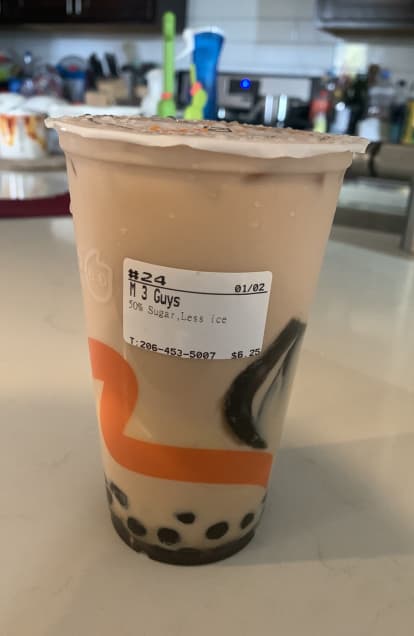 #24 01/02
M 3 Guys
50% Sugar,Less ice
T:206-453-5007 $6.25